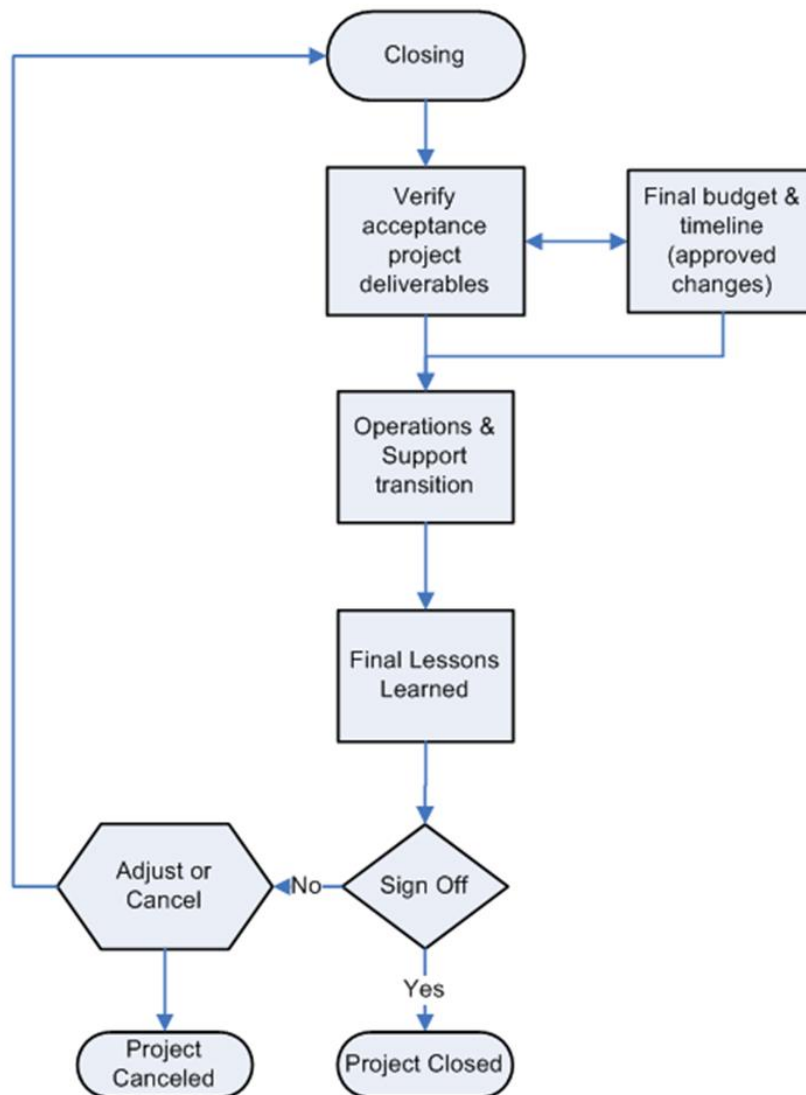 Closing
Verify
acceptance
project
deliverables
Final budget &
timeline
(approved
changes)
Operations &
Support
transition
Final Lessons
Learned
Adjust or
Cancel
No
Sign Off
Yes
Project
Canceled
Project Closed